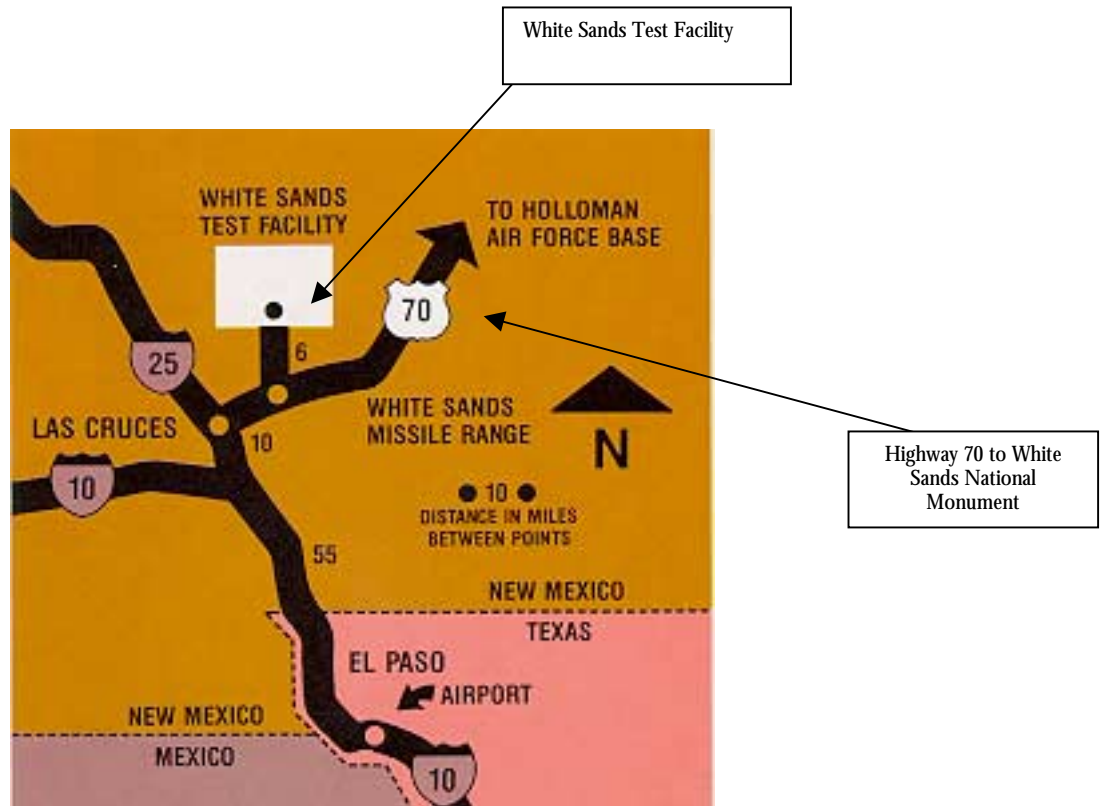 White Sands Test Facility
WHITE SANDS
TEST FACILITY
TO HOLLOMAN
AIR FORCE BASE
70
6
25
LAS CRUCES
10
WHITE SANDS
MISSILE RANGE
N
10
10
DISTANCE IN MILES
BETWEEN POINTS
Highway 70 to White
Sands National
Monument
55
NEW MEXICO
TEXAS
EL PASO
AIRPORT
NEW MEXICO
MEXICO
10